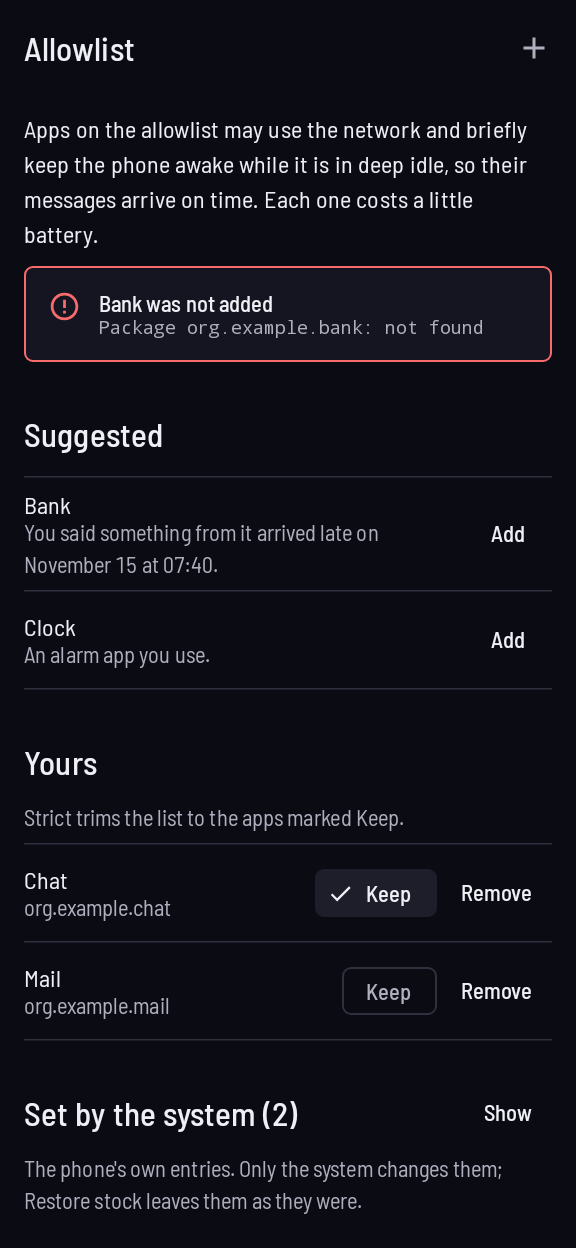 Allowlist
Apps on the allowlist may use the network and briefly
keep the phone awake while it is in deep idle, so their
messages arrive on time. Each one costs a little
battery.
Bank was not added
Package org.example.bank: not found
Suggested
Bank
You said something from it arrived late on
November 15 at 07:40.
Add
Clock
An alarm app you use.
Add
Yours
Strict trims the list to the apps marked Keep.
Chat
org.example.chat
Keep
Remove
Mail
org.example.mail
Keep
Remove
Set by the system (2)
Show
The phone's own entries. Only the system changes them;
Restore stock leaves them as they were.